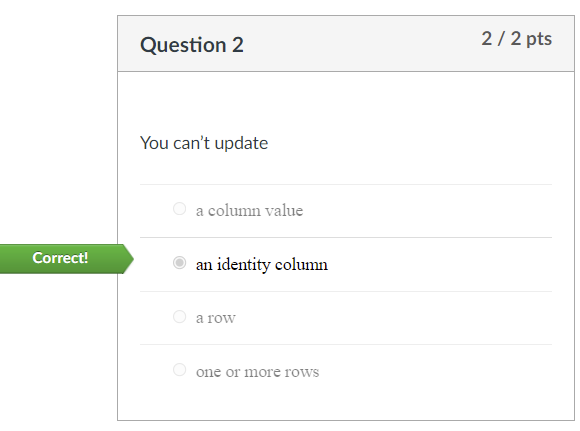 Question 2
2 / 2 pts
You can't update
a column value
Correct!
an identity column
a row
one or more rows